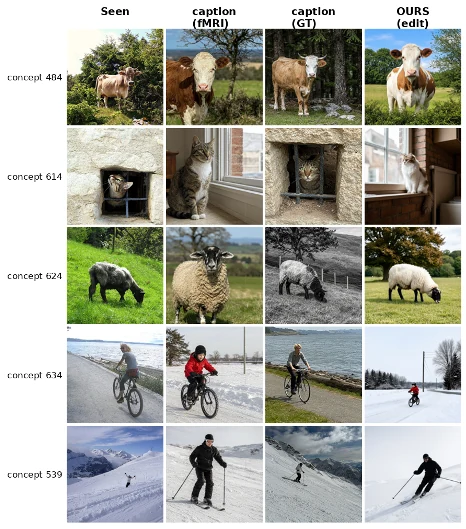 Seen caption caption OURS
(fMRI) (GT) (edit)
concept 484
concept 614
concept 624
concept 634
concept 539